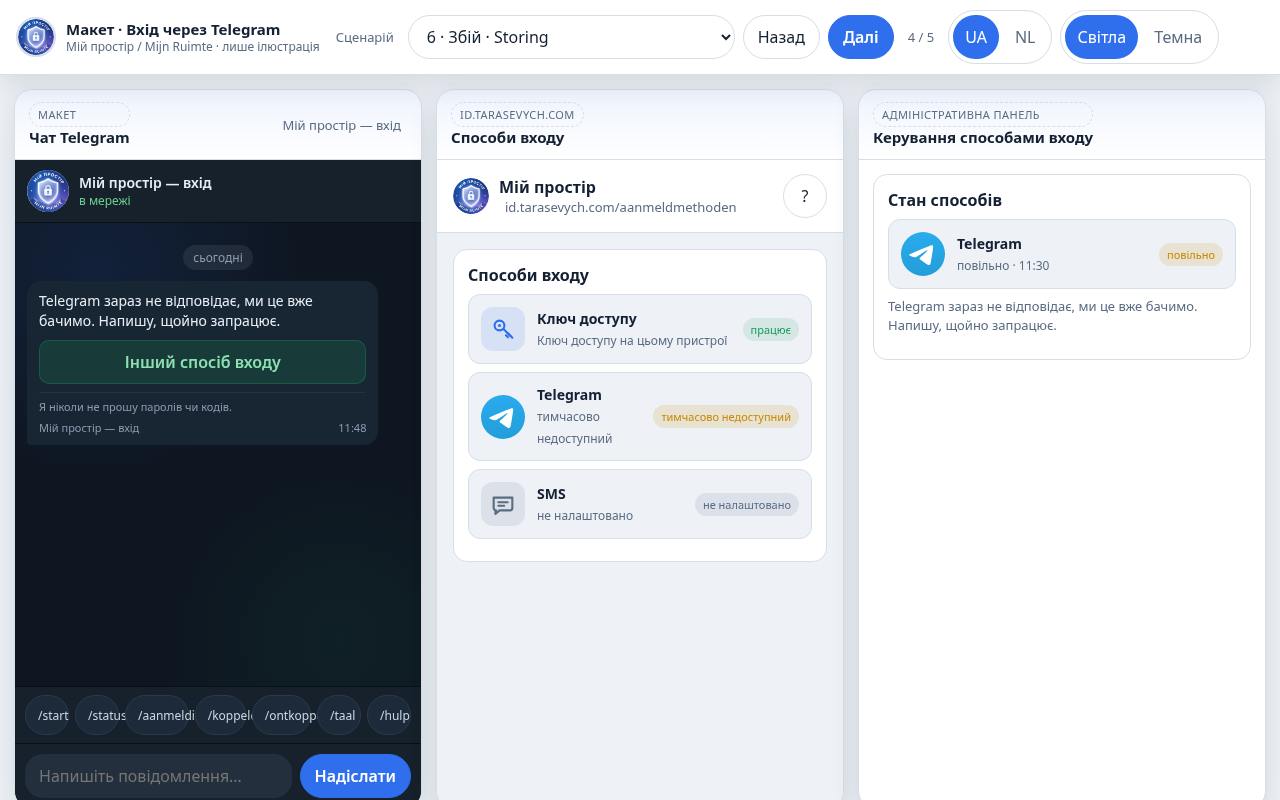 Макет · Вхід через Telegram
Мій простір / Mijn Ruimte · лише ілюстрація
Сценарій
6 · Збій · Storing
Назад
Далі
4 / 5
UA
NL
Світла
Темна
МАКЕТ
Чат Telegram
Мій простір — вхід
Мій простір — вхід
в мережі
сьогодні
Telegram зараз не відповідає, ми це вже
бачимо. Напишу, щойно запрацює.
Інший спосіб входу
Я ніколи не прошу паролів чи кодів.
Мій простір — вхід
11:48
/start
/status
/aanmeldi
/koppel
/ontkopp
/taal
/hulp
Напишіть повідомлення...
Надіслати
ID.TARASEVYCH.COM
Способи входу
Мій простір
id.tarasevych.com/aanmeldmethoden
?
Способи входу
Ключ доступу
Ключ доступу на цьому пристрої
працює
Telegram
тимчасово
недоступний
тимчасово недоступний
SMS
не налаштовано
не налаштовано
АДМІНІСТРАТИВНА ПАНЕЛЬ
Керування способами входу
Стан способів
Telegram
повільно · 11:30
повільно
Telegram зараз не відповідає, ми це вже бачимо.
Напишу, щойно запрацює.